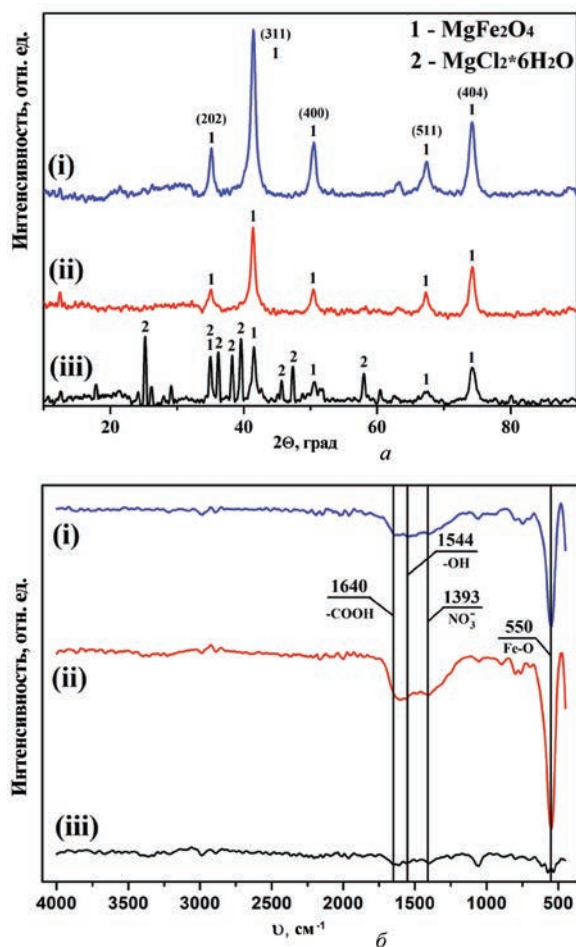 Интенсивность, отн. ед.
1 - MgFe2O4
2 - MgCl2*6H2O
(311)
1
(404)
1
(202)
1
(400)
1
(511)
1
(i)
(ii)
1
1
1
1
1
(iii)
2
2
1
2
2
2
1
2
2
1
2
1
1
20
40
60
80
2Θ, град
а
Интенсивность, отн. ед.
(i)
1544
-OH
1640
-COOH
1393
NO3-
550
Fe-O
(ii)
(iii)
4000
3500
3000
2500
2000
1500
1000
500
υ, см-1
б